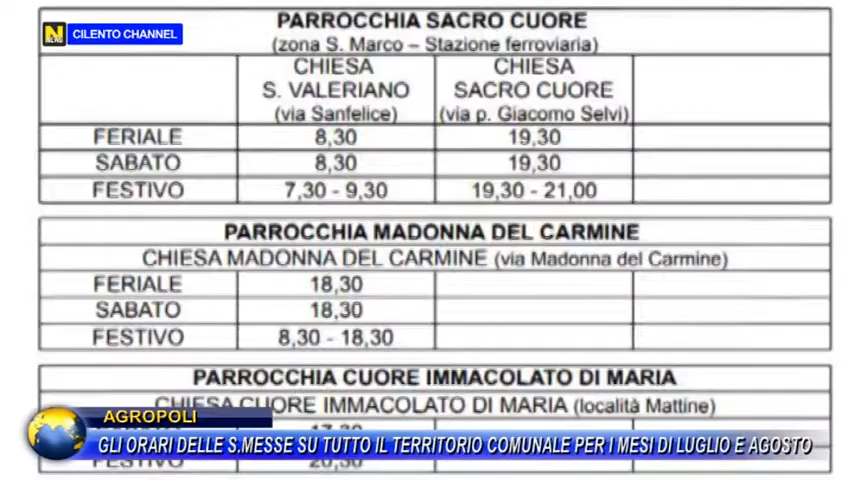 CILENTO CHANNEL
PARROCCHIA SACRO CUORE
(zona S. Marco – Stazione ferroviaria)
CHIESA S. VALERIANO (via Sanfelice) CHIESA SACRO CUORE (via p. Giacomo Selvi)
FERIALE 8,30 19,30
SABATO 8,30 19,30
FESTIVO 7,30 - 9,30 19,30 - 21,00
PARROCCHIA MADONNA DEL CARMINE
CHIESA MADONNA DEL CARMINE (via Madonna del Carmine)
FERIALE 18,30
SABATO 18,30
FESTIVO 8,30 - 18,30
PARROCCHIA CUORE IMMACOLATO DI MARIA
CHIESA CUORE IMMACOLATO DI MARIA (località Mattine)
AGROPOLI
GLI ORARI DELLE S.MESSE SU TUTTO IL TERRITORIO COMUNALE PER I MESI DI LUGLIO E AGOSTO